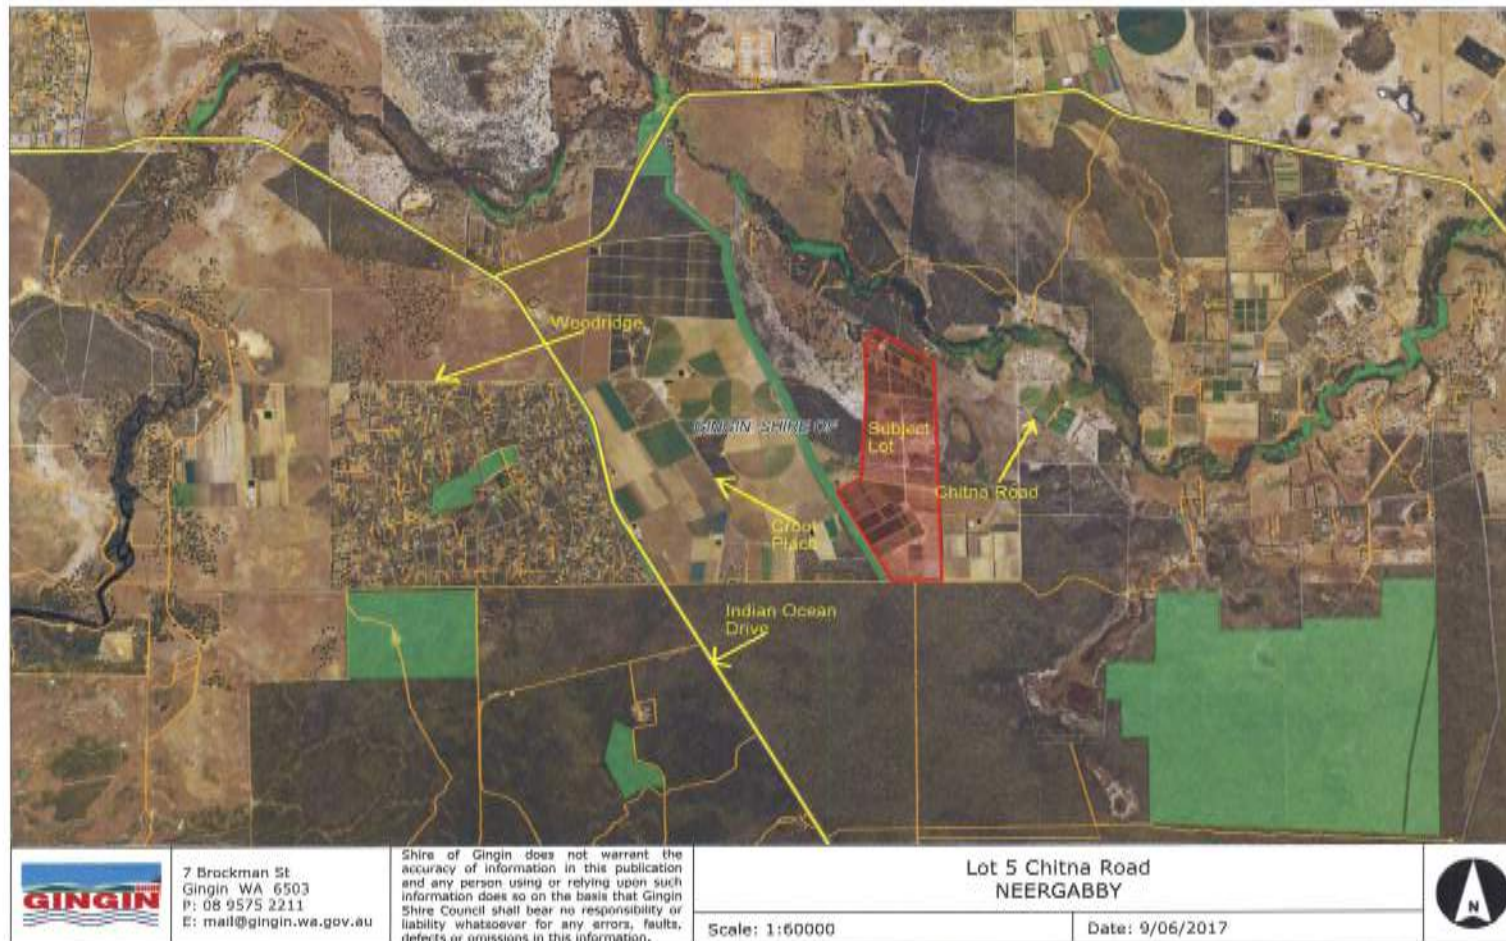 Woodridge
GINGIN, SHIRE OF
Subject
Lot
Chitna Road
Groot
Place
Indian Ocean
Drive
GINGIN
7 Brockman St
Gingin WA 6503
P: 08 9575 2211
E: mail@gingin.wa.gov.au
Shire of Gingin does not warrant the
accuracy of information in this publication
and any person using or relying upon such
information does so on the basis that Gingin
Shire Council shall bear no responsibility or
liability whatsoever for any errors, faults,
defects or omissions in this information.
Lot 5 Chitna Road
NEERGABBY
Scale: 1:60000
Date: 9/06/2017
N